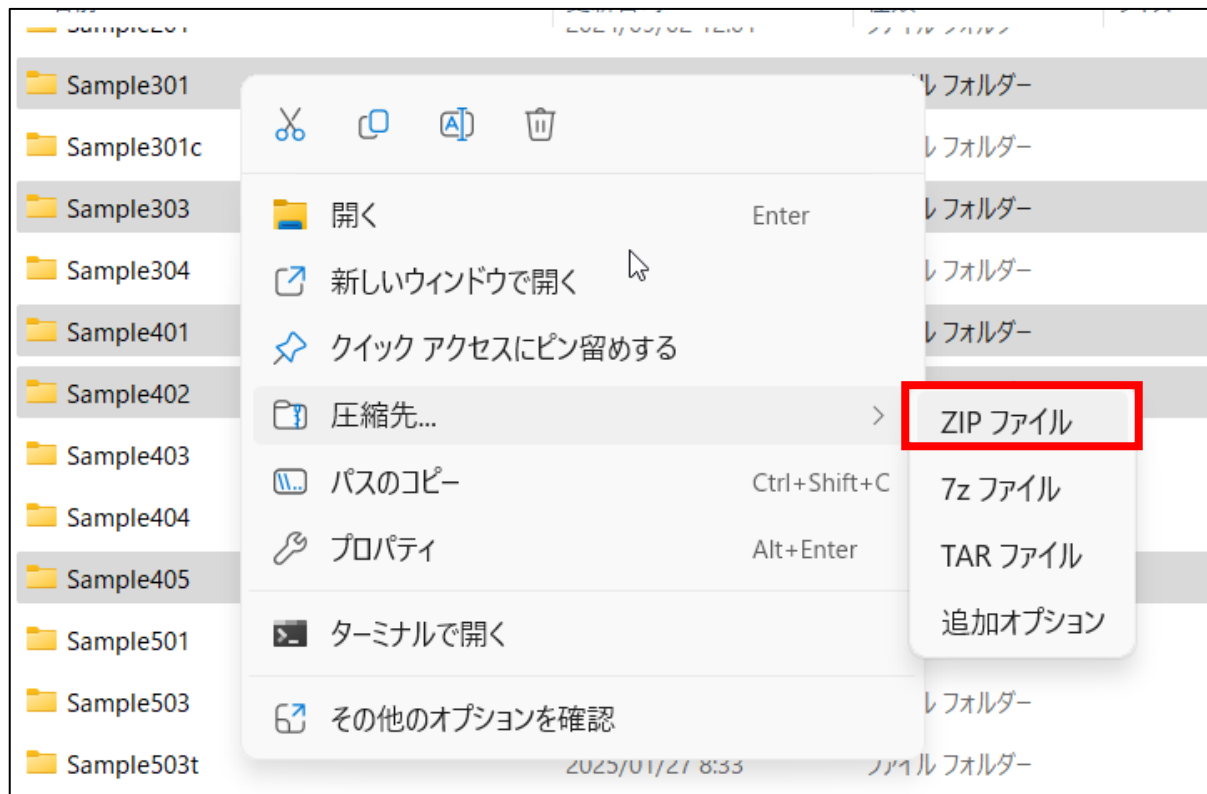 Sample301
ル フォルダー
Sample301c
ル フォルダー
Sample303
開く
Enter
ル フォルダー
Sample304
新しいウィンドウで開く
ル フォルダー
Sample401
クイック アクセスにピン留めする
ル フォルダー
Sample402
圧縮先...
ZIP ファイル
Sample403
パスのコピー
Ctrl+Shift+C
7z ファイル
Sample404
プロパティ
Alt+Enter
TAR ファイル
Sample405
Sample501
ターミナルで開く
追加オプション
Sample503
その他のオプションを確認
ル フォルダー
Sample503t
2025/01/27 8:33
ファイル フォルダー